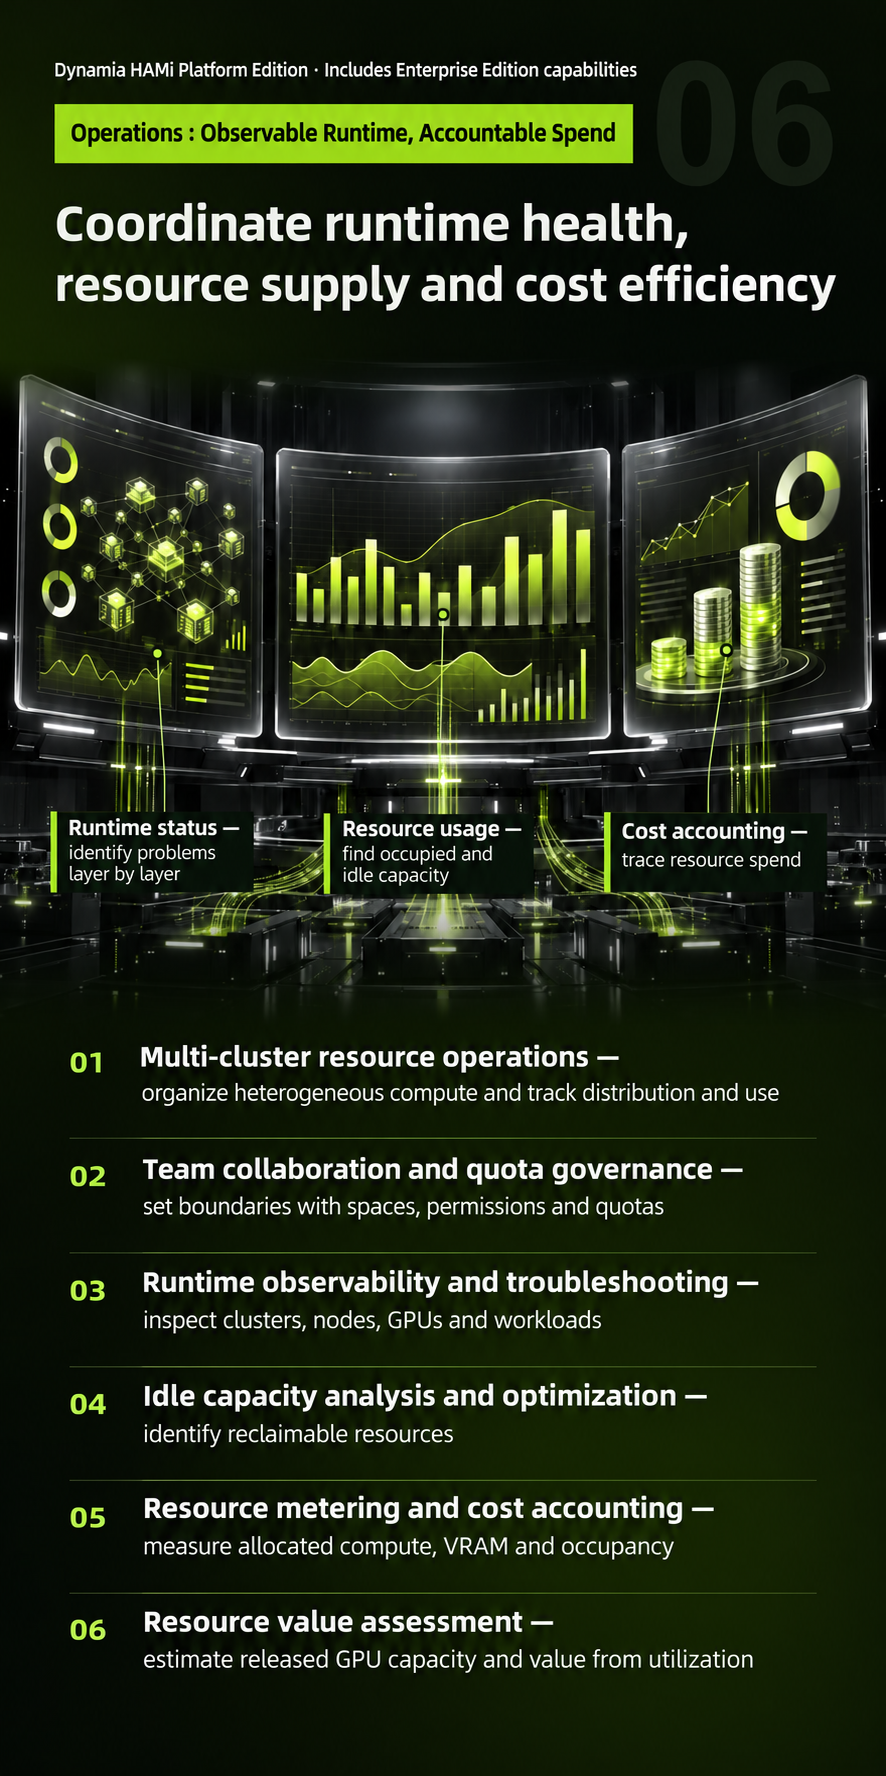 Dynamia HAMi Platform Edition · Includes Enterprise Edition capabilities
06
Operations : Observable Runtime, Accountable Spend
Coordinate runtime health,
resource supply and cost efficiency
Runtime status —
identify problems
layer by layer
Resource usage —
find occupied and
idle capacity
Cost accounting —
trace resource spend
01
Multi-cluster resource operations —
organize heterogeneous compute and track distribution and use
02
Team collaboration and quota governance —
set boundaries with spaces, permissions and quotas
03
Runtime observability and troubleshooting —
inspect clusters, nodes, GPUs and workloads
04
Idle capacity analysis and optimization —
identify reclaimable resources
05
Resource metering and cost accounting —
measure allocated compute, VRAM and occupancy
06
Resource value assessment —
estimate released GPU capacity and value from utilization